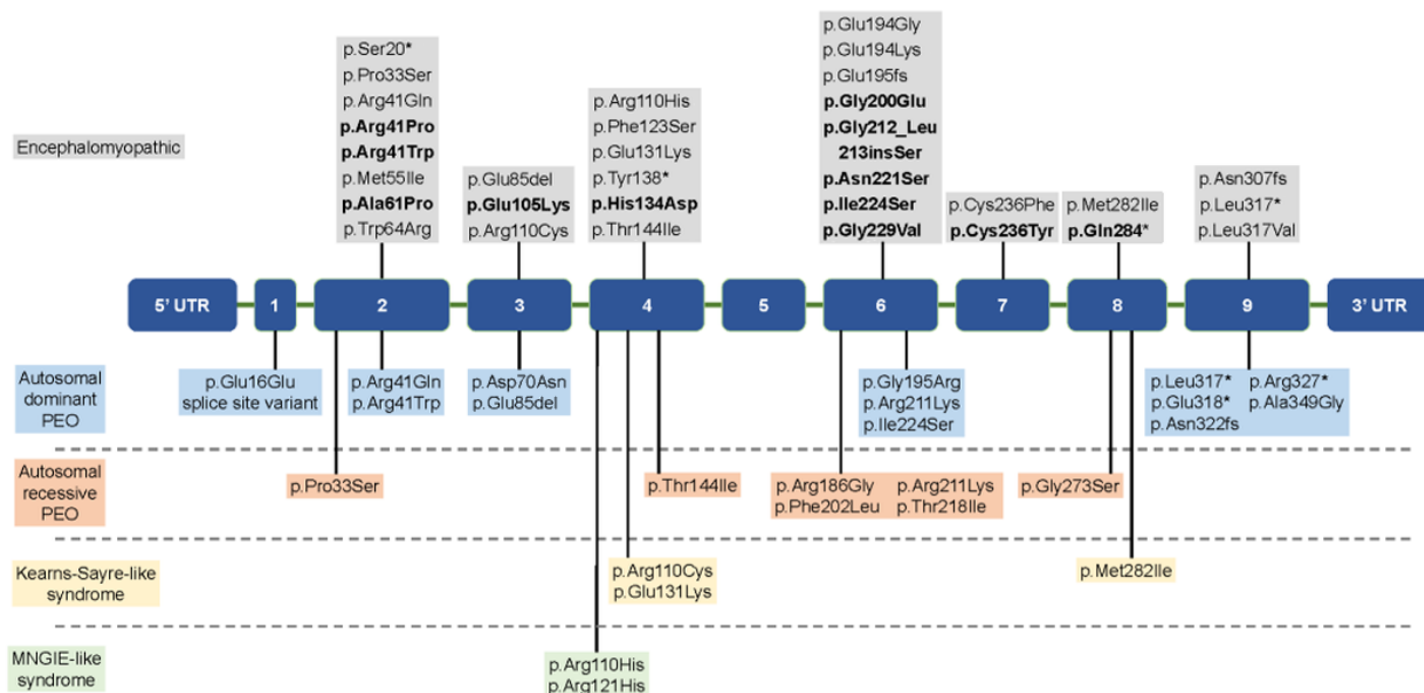 Encephalomyopathic
p.Ser20*
p.Pro33Ser
p.Arg41Gln
p.Arg41Pro
p.Arg41Trp
p.Met55Ile
p.Ala61Pro
p.Trp64Arg
p.Glu85del
p.Glu105Lys
p.Arg110Cys
p.Arg110His
p.Phe123Ser
p.Glu131Lys
p.Tyr138*
p.His134Asp
p.Thr144Ile
p.Glu194Gly
p.Glu194Lys
p.Glu195fs
p.Gly200Glu
p.Gly212_Leu
213insSer
p.Asn221Ser
p.Ile224Ser
p.Gly229Val
p.Cys236Phe
p.Cys236Tyr
p.Met282Ile
p.Gln284*
p.Asn307fs
p.Leu317*
p.Leu317Val
5’ UTR 1 2 3 4 5 6 7 8 9 3’ UTR
Autosomal
dominant
PEO
p.Glu16Glu
splice site variant
p.Arg41Gln
p.Arg41Trp
p.Asp70Asn
p.Glu85del
p.Gly195Arg
p.Arg211Lys
p.Ile224Ser
p.Leu317* p.Arg327*
p.Glu318* p.Ala349Gly
p.Asn322fs
Autosomal
recessive
PEO
p.Pro33Ser
p.Thr144Ile
p.Arg186Gly p.Arg211Lys
p.Phe202Leu p.Thr218Ile
p.Gly273Ser
Kearns-Sayre-like
syndrome
p.Arg110Cys
p.Glu131Lys
p.Met282Ile
MNGIE-like
syndrome
p.Arg110His
p.Arg121His